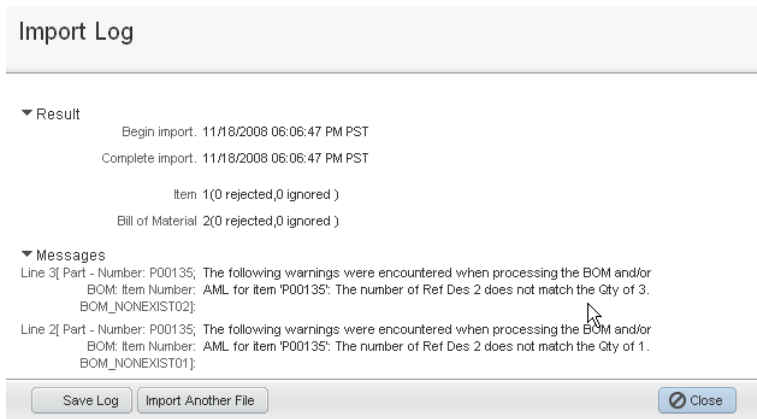 Import Log
Result
Begin import. 11/18/2008 06:06:47 PM PST
Complete import. 11/18/2008 06:06:47 PM PST
Item 1(0 rejected,0 ignored )
Bill of Material 2(0 rejected,0 ignored )
Messages
Line 3[ Part - Number: P00135; The following warnings were encountered when processing the BOM and/or
BOM: Item Number: AML for item 'P00135': The number of Ref Des 2 does not match the Qty of 3.
BOM_NONEXIST02]:
Line 2[ Part - Number: P00135; The following warnings were encountered when processing the BOM and/or
BOM: Item Number: AML for item 'P00135': The number of Ref Des 2 does not match the Qty of 1.
BOM_NONEXIST01]:
Save Log Import Another File Close